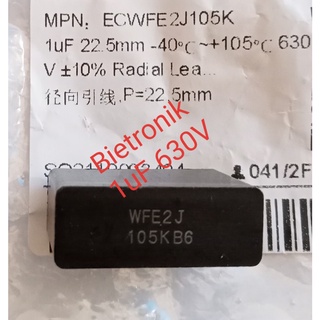 MPN: ECWFE2J105K
1uF 22.5mm -40℃~+105℃ 630
V ±10% Radial Lea...
径向引线,P=22.5mm
041/2F
Bietronik
1uF 630V
WFE2J
105KB6